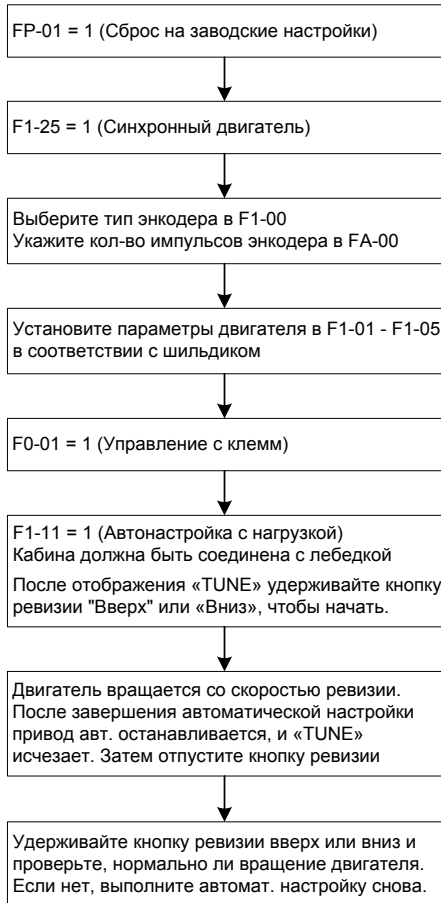 FP-01 = 1 (Сброс на заводские настройки)
F1-25 = 1 (Синхронный двигатель)
Выберите тип энкодера в F1-00
Укажите кол-во импульсов энкодера в FA-00
Установите параметры двигателя в F1-01 - F1-05
в соответствии с шильдиком
F0-01 = 1 (Управление с клемм)
F1-11 = 1 (Автонастройка с нагрузкой)
Кабина должна быть соединена с лебедкой
После отображения «TUNE» удерживайте кнопку
ревизии "Вверх" или «Вниз», чтобы начать.
Двигатель вращается со скоростью ревизии.
После завершения автоматической настройки
привод авт. останавливается, и «TUNE»
исчезает. Затем отпустите кнопку ревизии
Удерживайте кнопку ревизии вверх или вниз и
проверьте, нормально ли вращение двигателя.
Если нет, выполните автомат. настройку снова.